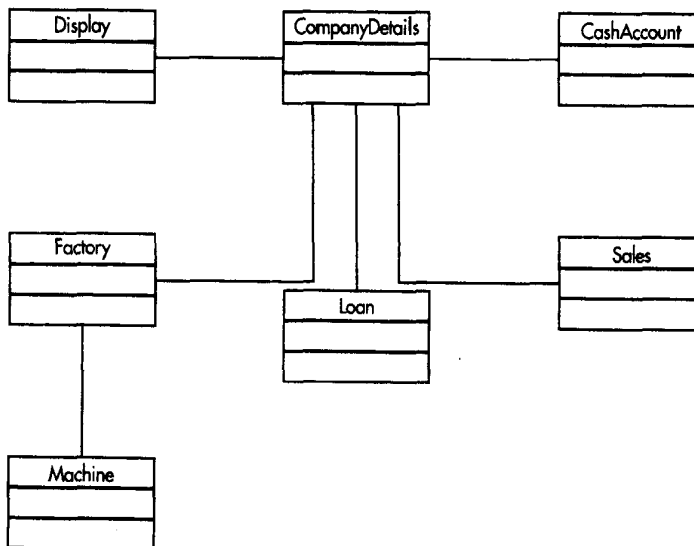 Display
CompanyDetails
CashAccount
Factory
Sales
Loan
Machine